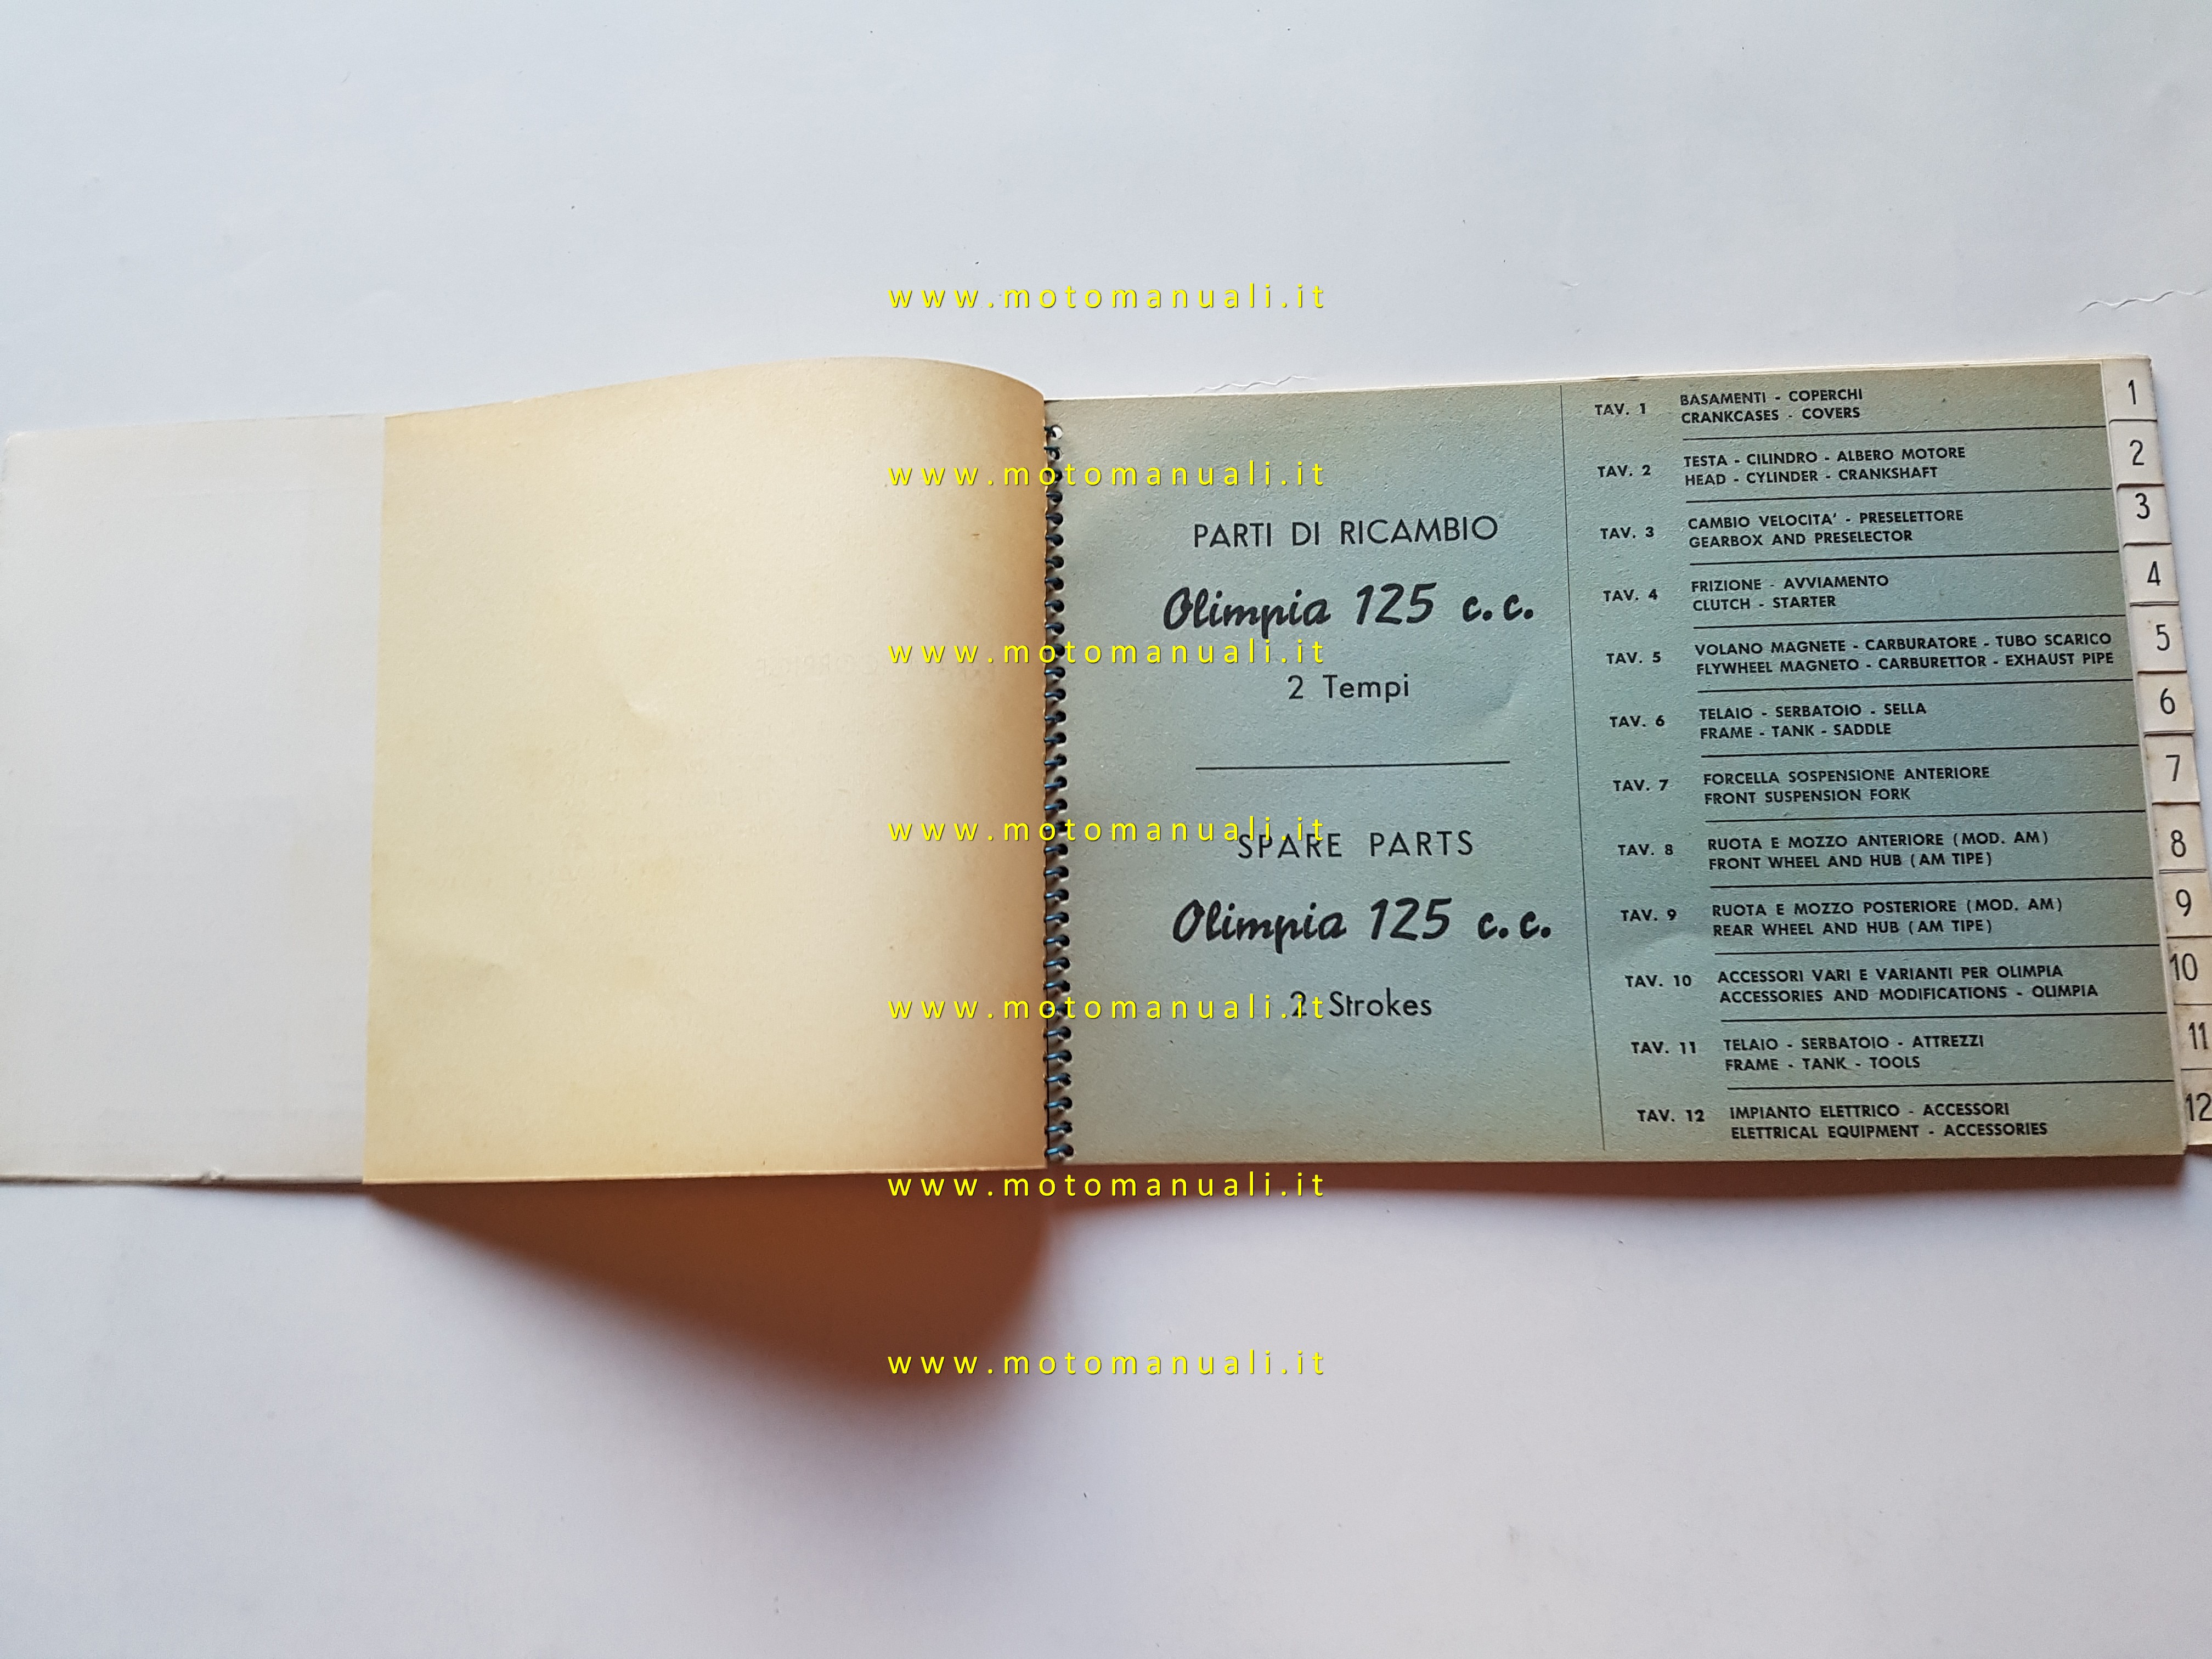 www.motomanuali.it
www.motomanuali.it
www.motomanuali.it
www.motomanuali.it
www.motomanuali.it
www.motomanuali.it
www.motomanuali.it
PARTI DI RICAMBIO
Olimpia 125 c.c.
2 Tempi
SPARE PARTS
Olimpia 125 c.c.
2 Strokes
TAV. 1 BASAMENTI - COPERCHI
CRANKCASES - COVERS
TAV. 2 TESTA - CILINDRO - ALBERO MOTORE
HEAD - CYLINDER - CRANKSHAFT
TAV. 3 CAMBIO VELOCITA' - PRESELETTORE
GEARBOX AND PRESELECTOR
TAV. 4 FRIZIONE - AVVIAMENTO
CLUTCH - STARTER
TAV. 5 VOLANO MAGNETE - CARBURATORE - TUBO SCARICO
FLYWHEEL MAGNETO - CARBURETTOR - EXHAUST PIPE
TAV. 6 TELAIO - SERBATOIO - SELLA
FRAME - TANK - SADDLE
TAV. 7 FORCELLA SOSPENSIONE ANTERIORE
FRONT SUSPENSION FORK
TAV. 8 RUOTA E MOZZO ANTERIORE (MOD. AM)
FRONT WHEEL AND HUB (AM TIPE)
TAV. 9 RUOTA E MOZZO POSTERIORE (MOD. AM)
REAR WHEEL AND HUB (AM TIPE)
TAV. 10 ACCESSORI VARI E VARIANTI PER OLIMPIA
ACCESSORIES AND MODIFICATIONS - OLIMPIA
TAV. 11 TELAIO - SERBATOIO - ATTREZZI
FRAME - TANK - TOOLS
TAV. 12 IMPIANTO ELETTRICO - ACCESSORI
ELETTRICAL EQUIPMENT - ACCESSORIES
1
2
3
4
5
6
7
8
9
10
11
12